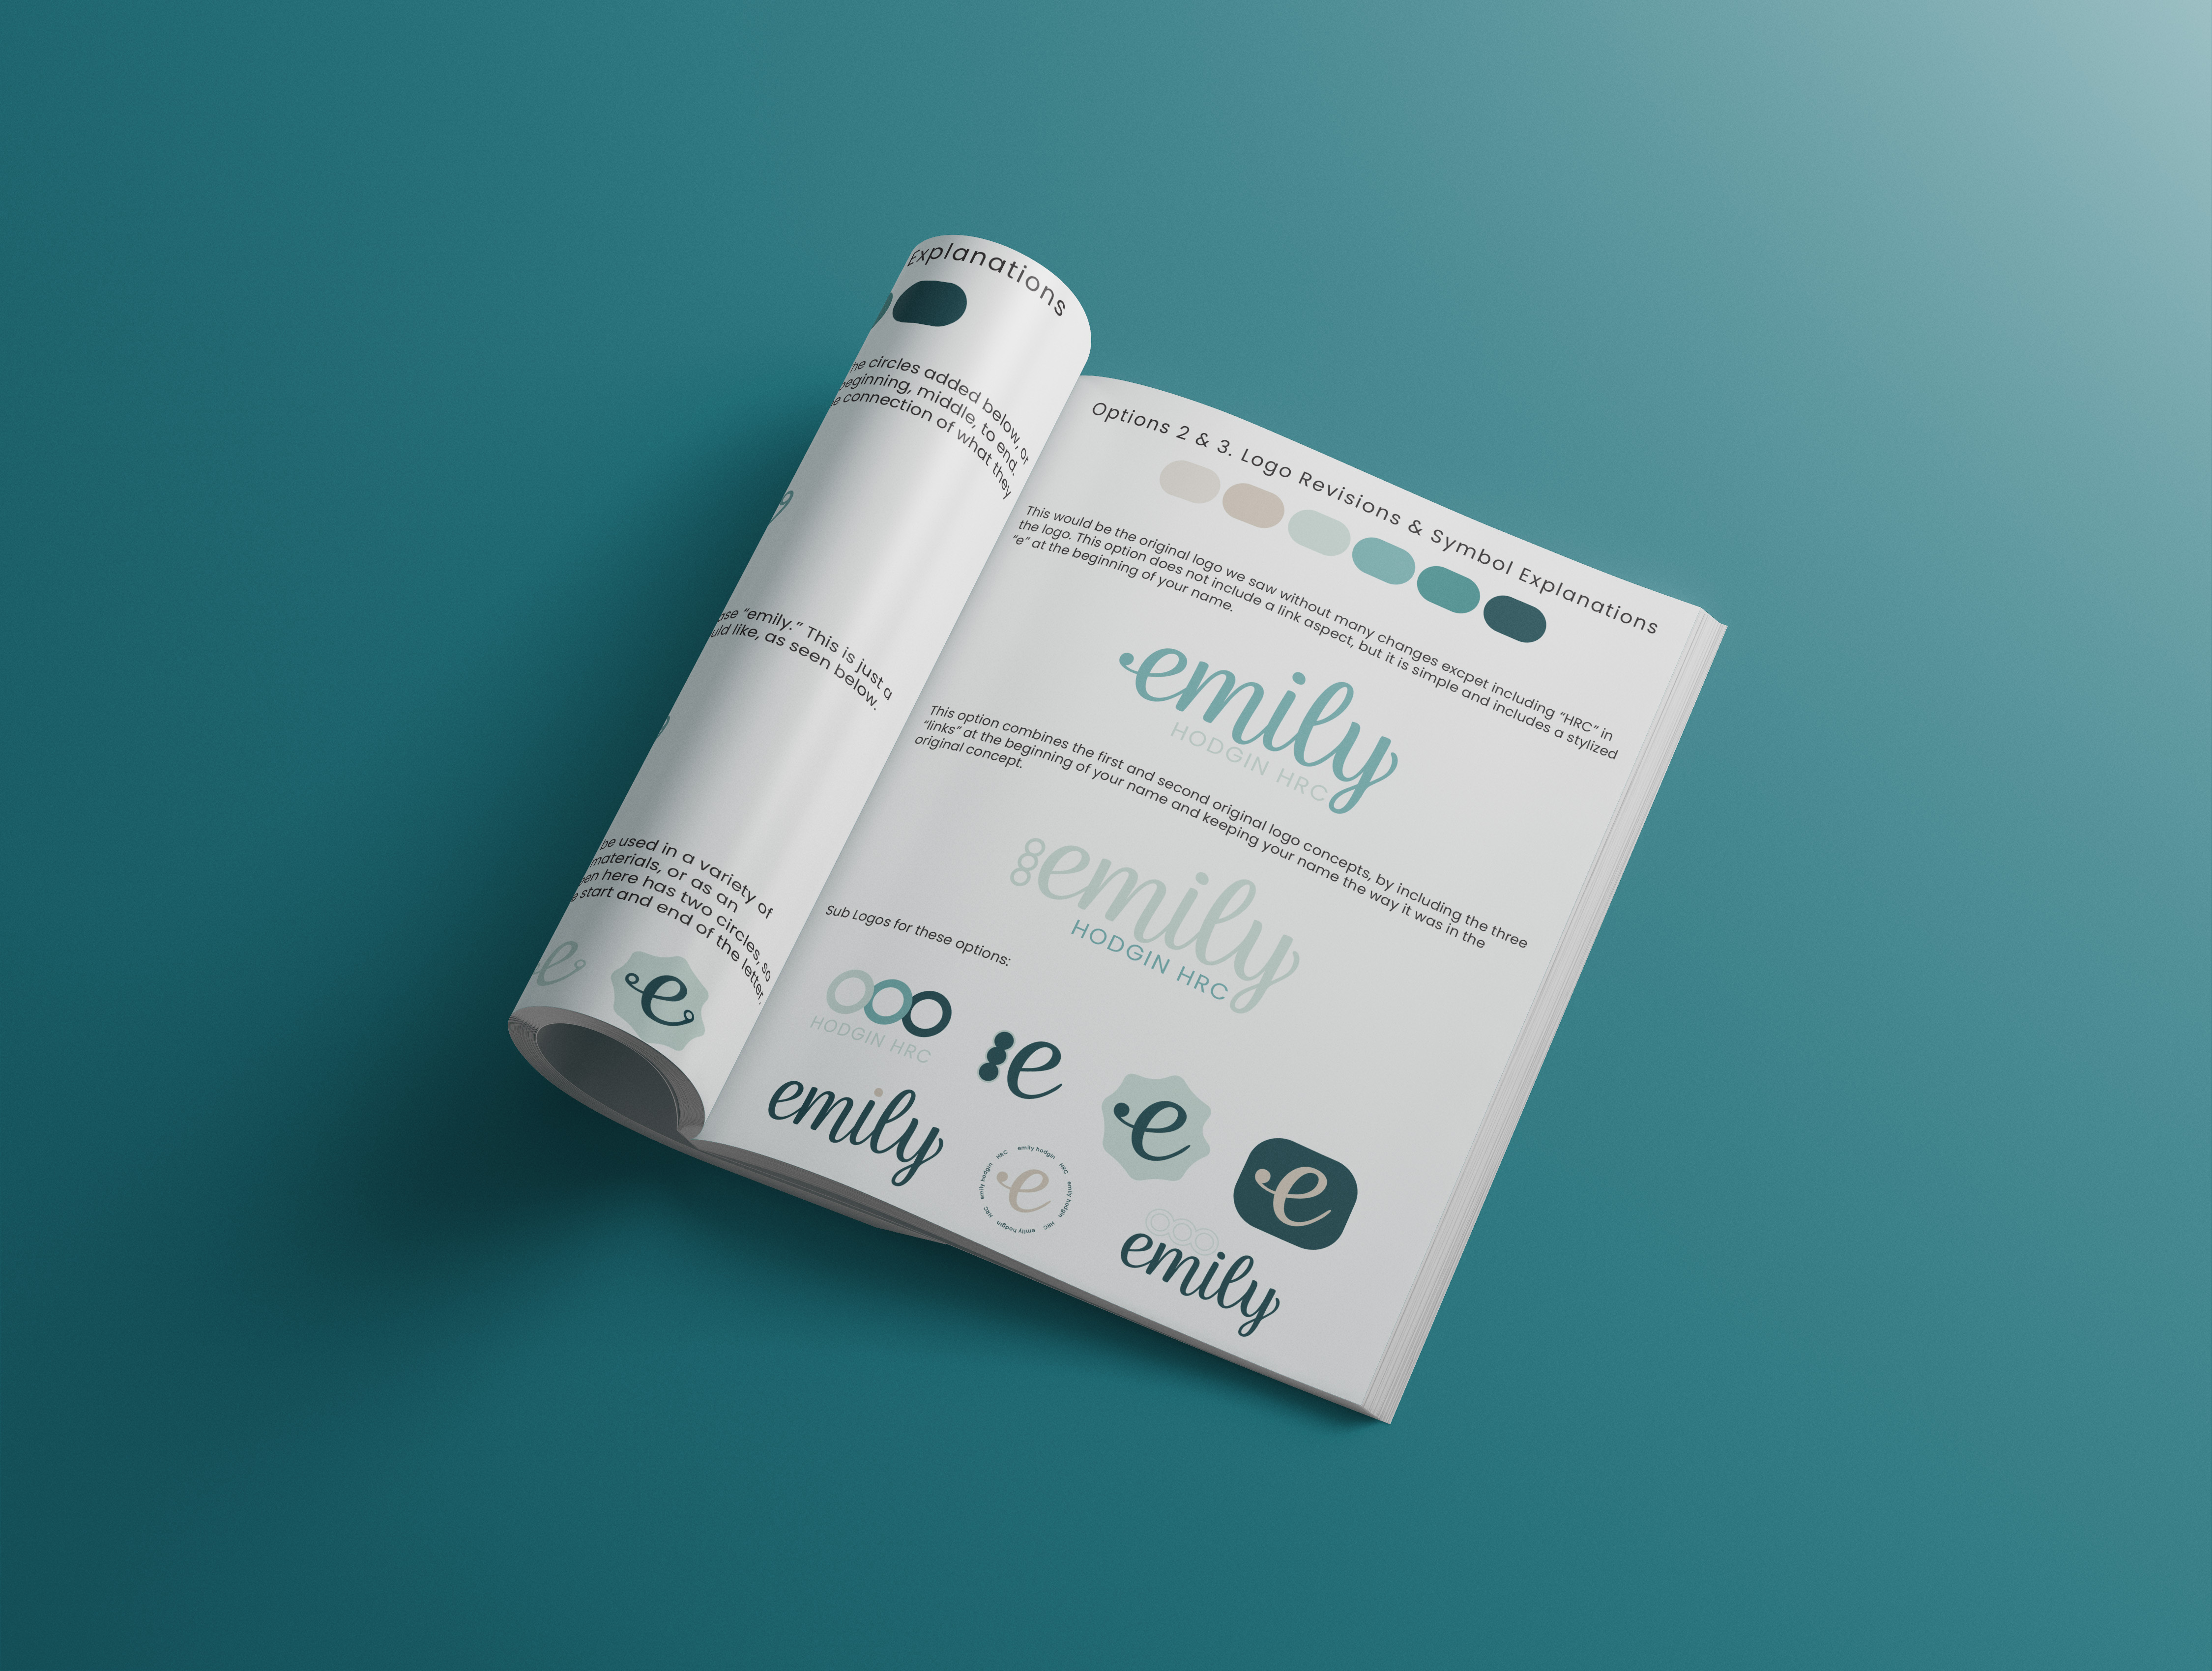 Explanations
circles added below, or
beginning, middle, to end.
connection of what they
"emily." This is just a
like, as seen below.
be used in a variety of
materials, or as an
here has two circles, so
start and end of the letter.
e
e
Options 2 & 3. Logo Revisions & Symbol Explanations
This would be the original logo we saw without many changes excpet including "HRC" in
the logo. This option does not include a link aspect, but it is simple and includes a stylized
"e" at the beginning of your name.
emily
HODGIN HRC
This option combines the first and second original logo concepts, by including the three
"links" at the beginning of your name and keeping your name the way it was in the
original concept.
emily
HODGIN HRC
Sub Logos for these options:
HODGIN HRC
e
e
e
emily
emily hodgin HRC emily hodgin HRC emily hodgin HRC emily hodgin HRC
e
emily